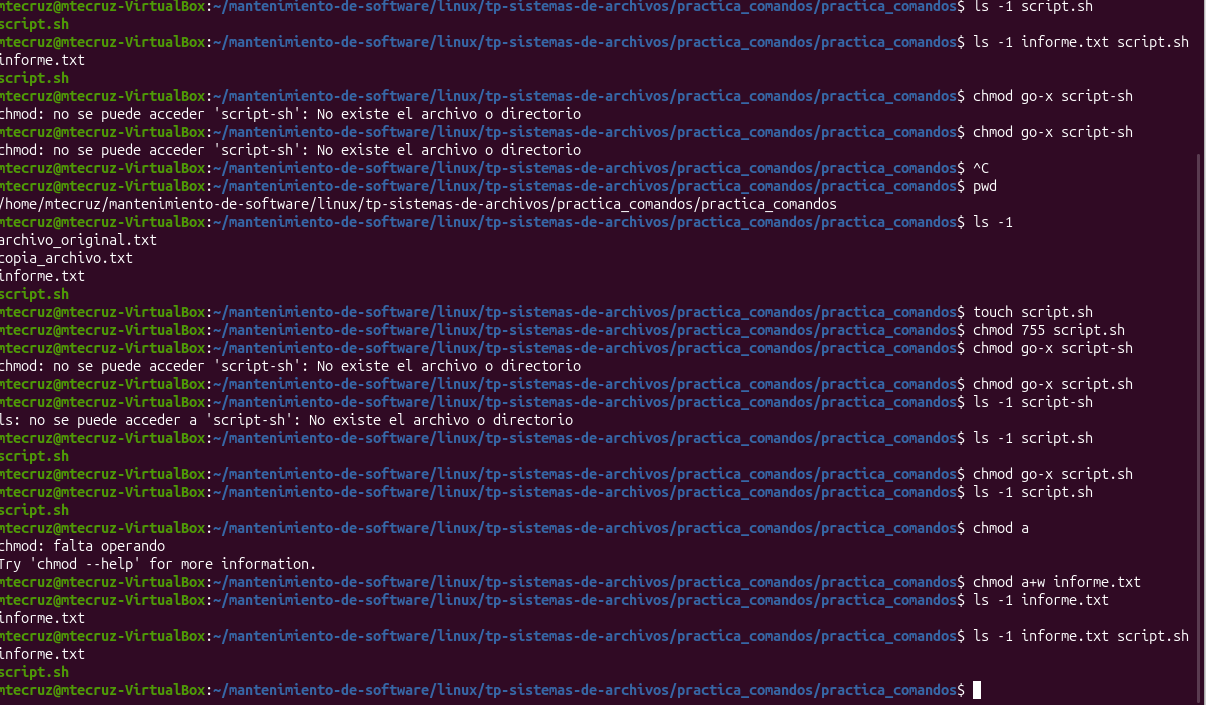 mtecruz@mtecruz-VirtualBox:~/mantenimiento-de-software/linux/tp-sistemas-de-archivos/practica_comandos/practica_comandos$ ls -1 script.sh
script.sh
mtecruz@mtecruz-VirtualBox:~/mantenimiento-de-software/linux/tp-sistemas-de-archivos/practica_comandos/practica_comandos$ ls -1 informe.txt script.sh
informe.txt
script.sh
mtecruz@mtecruz-VirtualBox:~/mantenimiento-de-software/linux/tp-sistemas-de-archivos/practica_comandos/practica_comandos$ chmod go-x script-sh
chmod: no se puede acceder 'script-sh': No existe el archivo o directorio
mtecruz@mtecruz-VirtualBox:~/mantenimiento-de-software/linux/tp-sistemas-de-archivos/practica_comandos/practica_comandos$ chmod go-x script-sh
chmod: no se puede acceder 'script-sh': No existe el archivo o directorio
mtecruz@mtecruz-VirtualBox:~/mantenimiento-de-software/linux/tp-sistemas-de-archivos/practica_comandos/practica_comandos$ ^C
mtecruz@mtecruz-VirtualBox:~/mantenimiento-de-software/linux/tp-sistemas-de-archivos/practica_comandos/practica_comandos$ pwd
/home/mtecruz/mantenimiento-de-software/linux/tp-sistemas-de-archivos/practica_comandos/practica_comandos
mtecruz@mtecruz-VirtualBox:~/mantenimiento-de-software/linux/tp-sistemas-de-archivos/practica_comandos/practica_comandos$ ls -1
archivo_original.txt
copia_archivo.txt
informe.txt
script.sh
mtecruz@mtecruz-VirtualBox:~/mantenimiento-de-software/linux/tp-sistemas-de-archivos/practica_comandos/practica_comandos$ touch script.sh
mtecruz@mtecruz-VirtualBox:~/mantenimiento-de-software/linux/tp-sistemas-de-archivos/practica_comandos/practica_comandos$ chmod 755 script.sh
mtecruz@mtecruz-VirtualBox:~/mantenimiento-de-software/linux/tp-sistemas-de-archivos/practica_comandos/practica_comandos$ chmod go-x script-sh
chmod: no se puede acceder 'script-sh': No existe el archivo o directorio
mtecruz@mtecruz-VirtualBox:~/mantenimiento-de-software/linux/tp-sistemas-de-archivos/practica_comandos/practica_comandos$ chmod go-x script.sh
mtecruz@mtecruz-VirtualBox:~/mantenimiento-de-software/linux/tp-sistemas-de-archivos/practica_comandos/practica_comandos$ ls -1 script-sh
ls: no se puede acceder a 'script-sh': No existe el archivo o directorio
mtecruz@mtecruz-VirtualBox:~/mantenimiento-de-software/linux/tp-sistemas-de-archivos/practica_comandos/practica_comandos$ ls -1 script.sh
script.sh
mtecruz@mtecruz-VirtualBox:~/mantenimiento-de-software/linux/tp-sistemas-de-archivos/practica_comandos/practica_comandos$ chmod go-x script.sh
mtecruz@mtecruz-VirtualBox:~/mantenimiento-de-software/linux/tp-sistemas-de-archivos/practica_comandos/practica_comandos$ ls -1 script.sh
script.sh
mtecruz@mtecruz-VirtualBox:~/mantenimiento-de-software/linux/tp-sistemas-de-archivos/practica_comandos/practica_comandos$ chmod a
chmod: falta operando
Try 'chmod --help' for more information.
mtecruz@mtecruz-VirtualBox:~/mantenimiento-de-software/linux/tp-sistemas-de-archivos/practica_comandos/practica_comandos$ chmod a+w informe.txt
mtecruz@mtecruz-VirtualBox:~/mantenimiento-de-software/linux/tp-sistemas-de-archivos/practica_comandos/practica_comandos$ ls -1 informe.txt
informe.txt
mtecruz@mtecruz-VirtualBox:~/mantenimiento-de-software/linux/tp-sistemas-de-archivos/practica_comandos/practica_comandos$ ls -1 informe.txt script.sh
informe.txt
script.sh
mtecruz@mtecruz-VirtualBox:~/mantenimiento-de-software/linux/tp-sistemas-de-archivos/practica_comandos/practica_comandos$